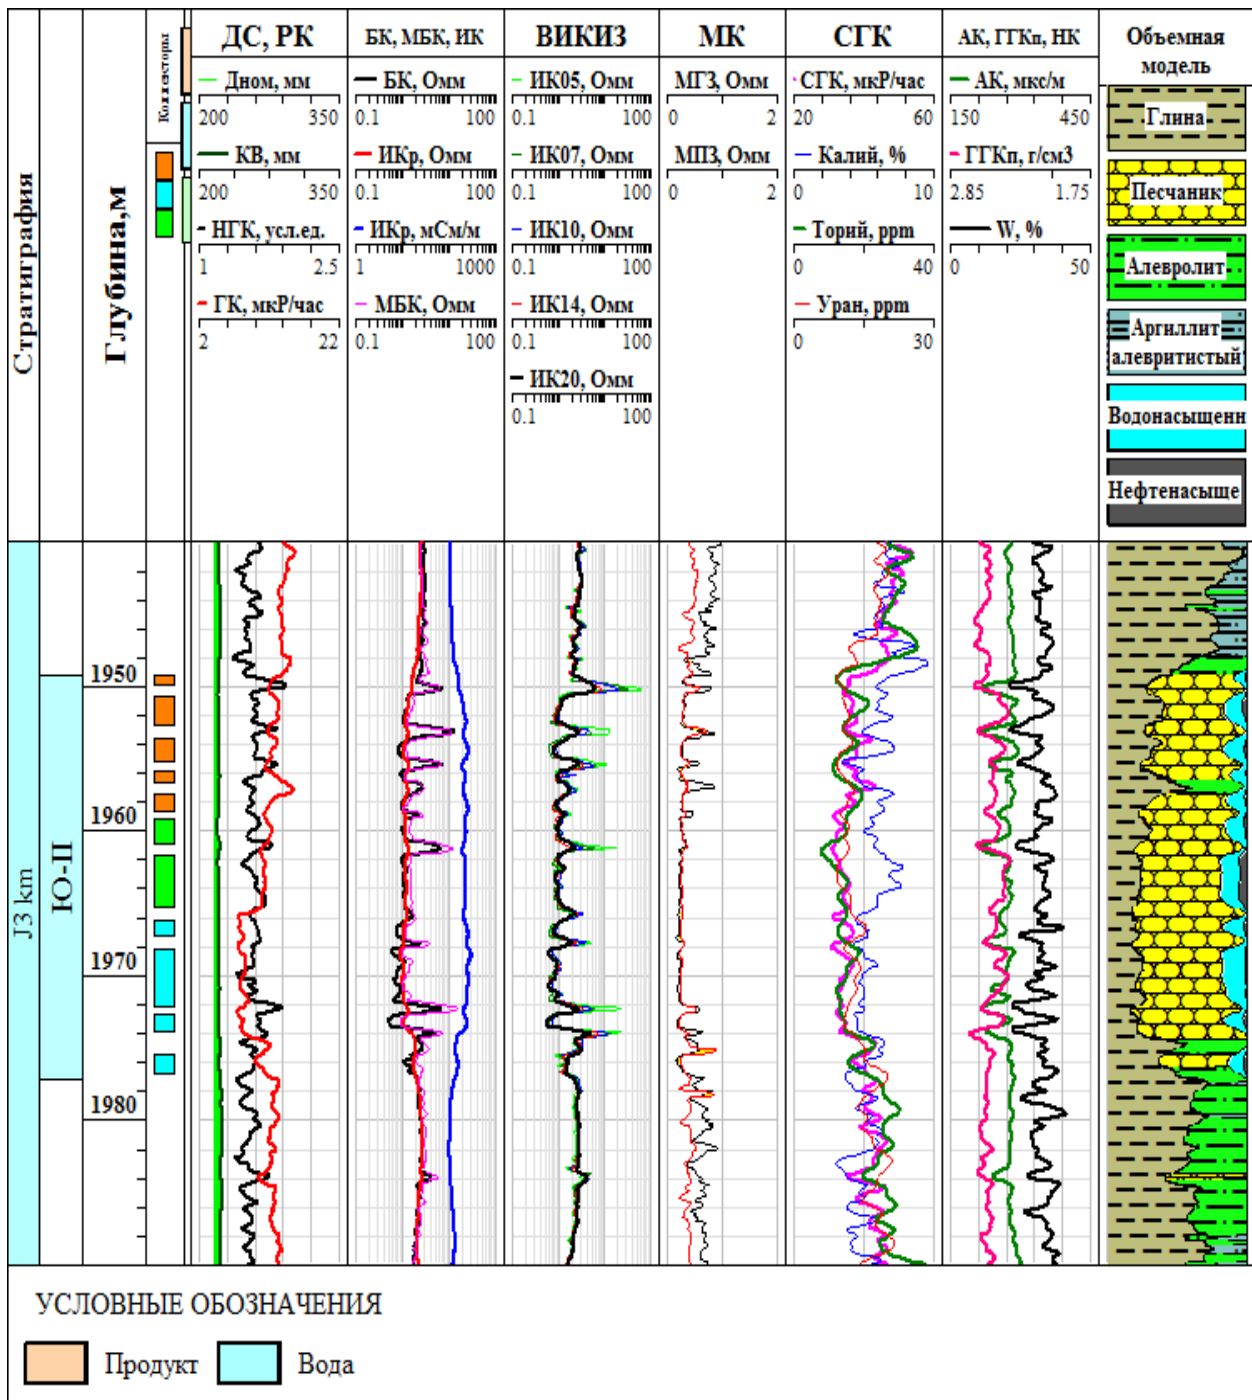 Стратиграфия
Глубина,м
Коллекторы
ДС, РК
Дном, мм
200 350
КВ, мм
200 350
НГК, усл.ед.
1 2.5
ГК, мкР/час
2 22
БК, МБК, ИК
БК, Омм
0.1 100
ИКр, Омм
0.1 100
ИКр, мСм/м
1 1000
МБК, Омм
0.1 100
ВИКИЗ
ИК05, Омм
0.1 100
ИК07, Омм
0.1 100
ИК10, Омм
0.1 100
ИК14, Омм
0.1 100
ИК20, Омм
0.1 100
МК
МГЗ, Омм
0 2
МПЗ, Омм
0 2
СГК
СГК, мкР/час
20 60
Калий, %
0 10
Торий, ppm
0 40
Уран, ppm
0 30
АК, ГГКп, НК
АК, мкс/м
150 450
ГГКп, г/см3
2.85 1.75
W, %
0 50
Объемная
модель
Глина
Песчаник
Алевролит
Аргиллит
алевритистый
Водонасыщенн
Нефтенасыще
J3 km
Ю-II
1950
1960
1970
1980
УСЛОВНЫЕ ОБОЗНАЧЕНИЯ
Продукт Вода